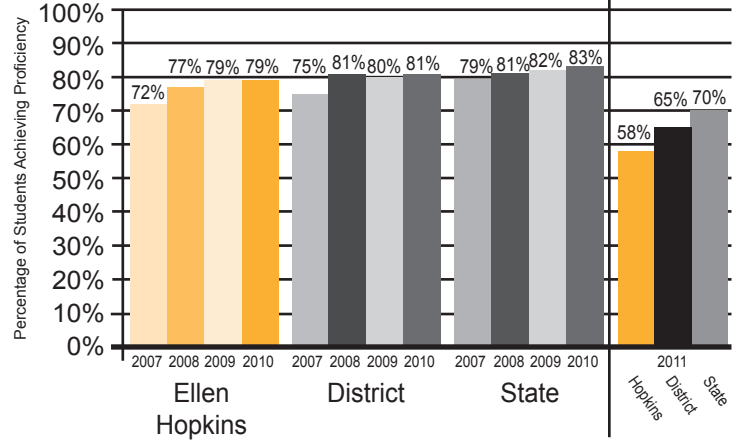 Percentage of Students Achieving Proficiency
100%
90%
80%
70%
60%
50%
40%
30%
20%
10%
0%
72%
77%
79%
79%
75%
81%
80%
81%
79%
81%
82%
83%
58%
65%
70%
2007 2008 2009 2010
2007 2008 2009 2010
2007 2008 2009 2010
2011
Ellen
Hopkins
District
State
Hopkins
District
State